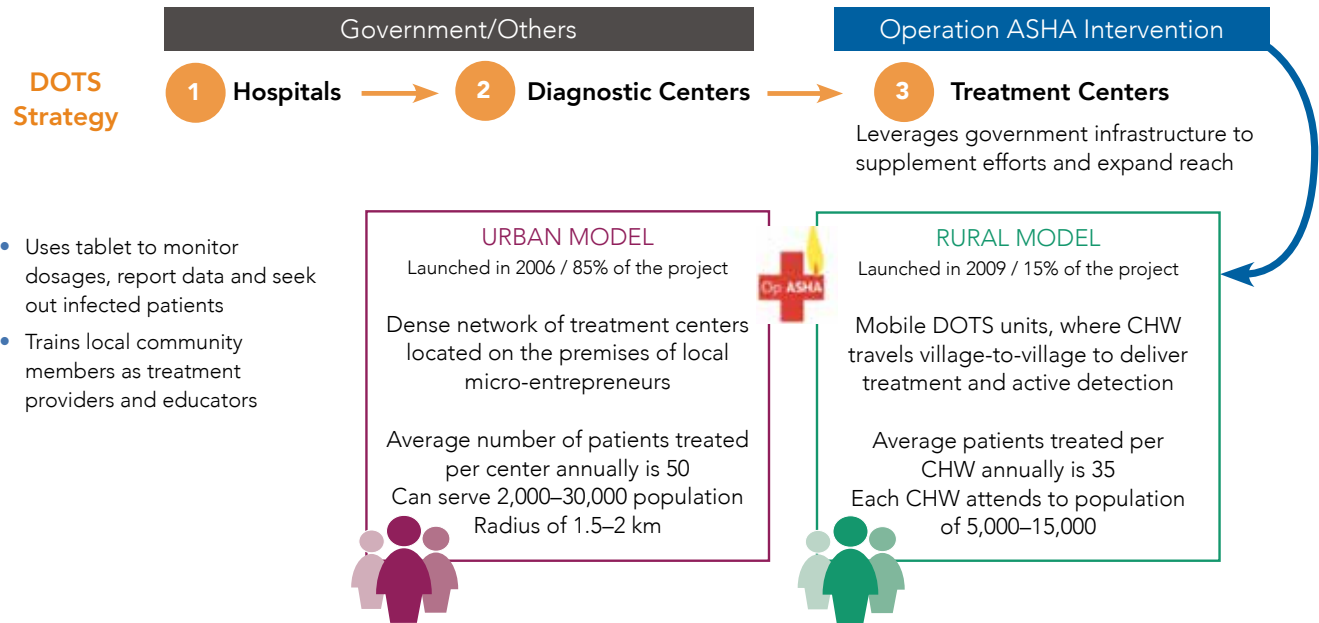 Government/Others
Operation ASHA Intervention
DOTS
Strategy
1 Hospitals
2 Diagnostic Centers
3 Treatment Centers
Leverages government infrastructure to
supplement efforts and expand reach
• Uses tablet to monitor
dosages, report data and seek
out infected patients
• Trains local community
members as treatment
providers and educators
URBAN MODEL
Launched in 2006 / 85% of the project
Dense network of treatment centers
located on the premises of local
micro-entrepreneurs
Average number of patients treated
per center annually is 50
Can serve 2,000–30,000 population
Radius of 1.5–2 km
Op ASHA
RURAL MODEL
Launched in 2009 / 15% of the project
Mobile DOTS units, where CHW
travels village-to-village to deliver
treatment and active detection
Average patients treated per
CHW annually is 35
Each CHW attends to population
of 5,000–15,000